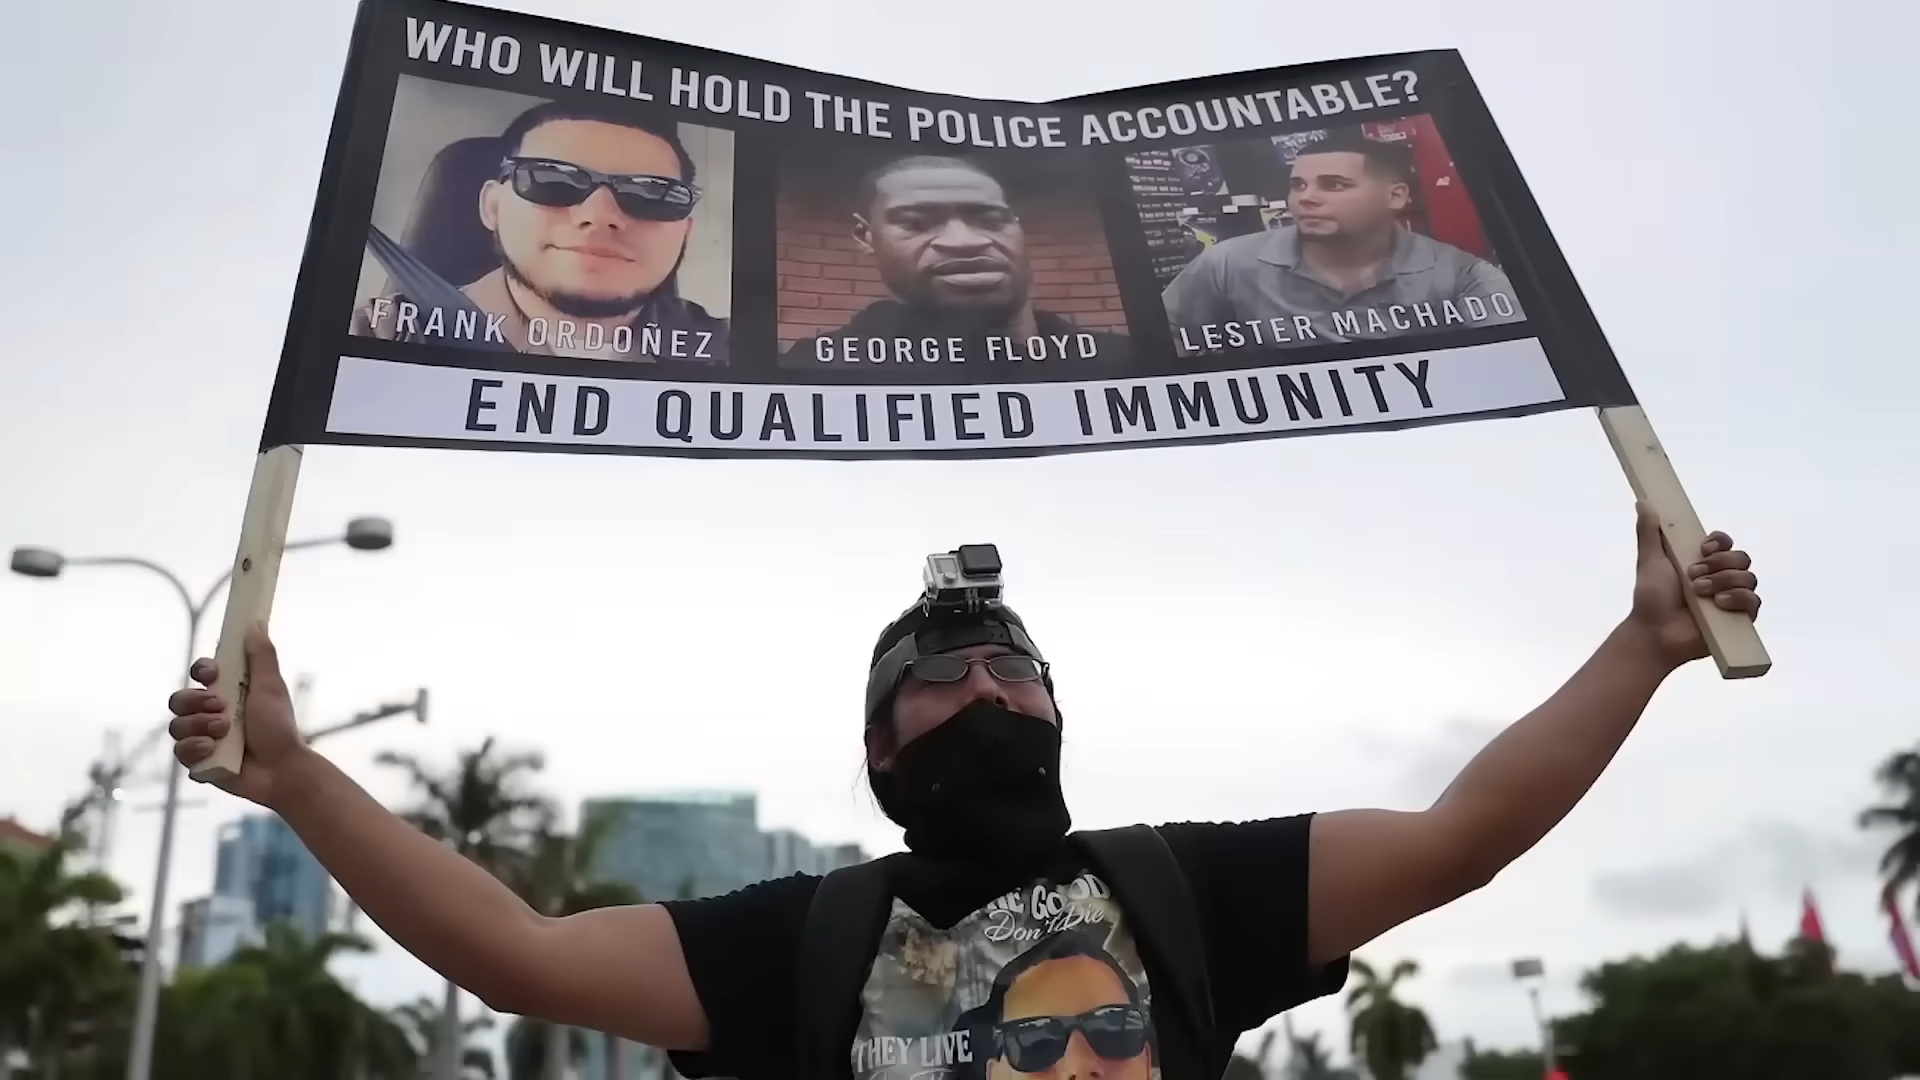 WHO WILL HOLD THE POLICE ACCOUNTABLE?
FRANK ORDOÑEZ
GEORGE FLOYD
LESTER MACHADO
END QUALIFIED IMMUNITY
GOOD
Don't Die
THEY LIVE